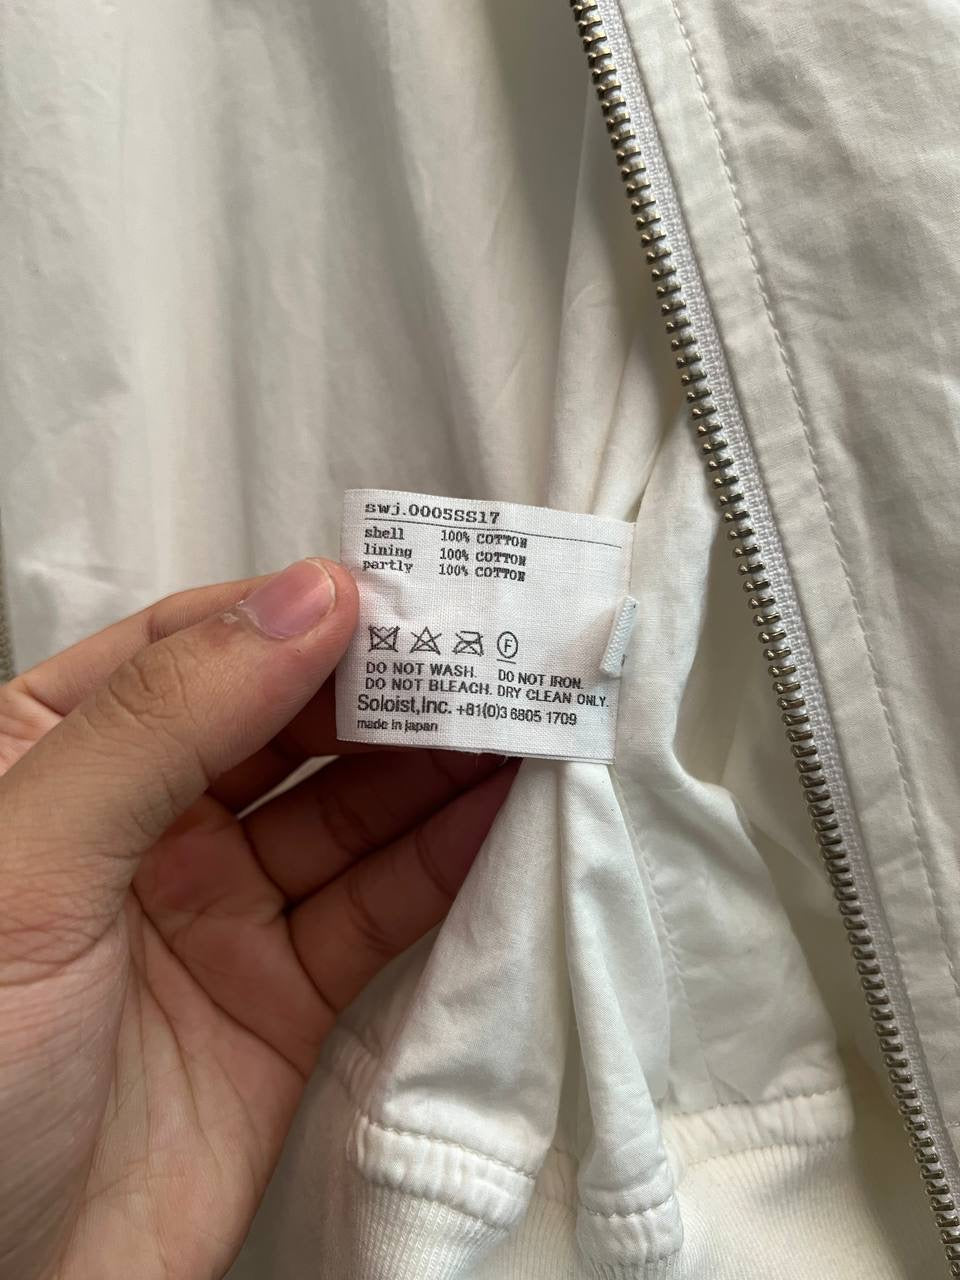 swj.0005SS17
shell 100% COTTON
lining 100% COTTON
partly 100% COTTON
F
DO NOT WASH. DO NOT IRON.
DO NOT BLEACH. DRY CLEAN ONLY.
Soloist,Inc. +81(0)3 6805 1709
made in japan